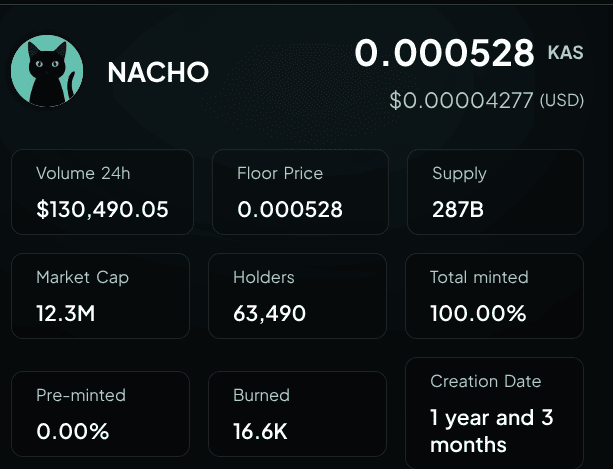 NACHO
0.000528 KAS
$0.00004277 (USD)
Volume 24h
$130,490.05
Floor Price
0.000528
Supply
287B
Market Cap
12.3M
Holders
63,490
Total minted
100.00%
Pre-minted
0.00%
Burned
16.6K
Creation Date
1 year and 3
months